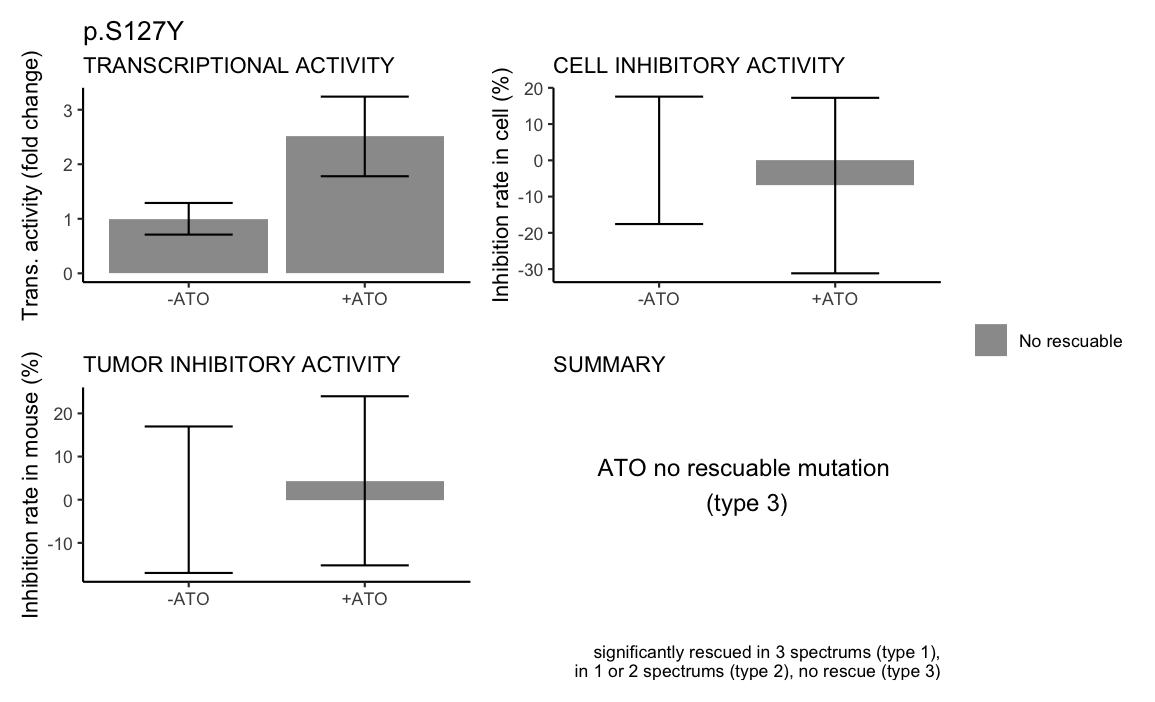 p.S127Y
TRANSCRIPTIONAL ACTIVITY
Trans. activity (fold change)
3
2
1
0
-ATO
+ATO
CELL INHIBITORY ACTIVITY
Inhibition rate in cell (%)
20
10
0
-10
-20
-30
-ATO
+ATO
No rescuable
TUMOR INHIBITORY ACTIVITY
Inhibition rate in mouse (%)
20
10
0
-10
-ATO
+ATO
SUMMARY
ATO no rescuable mutation
(type 3)
significantly rescued in 3 spectrums (type 1),
in 1 or 2 spectrums (type 2), no rescue (type 3)